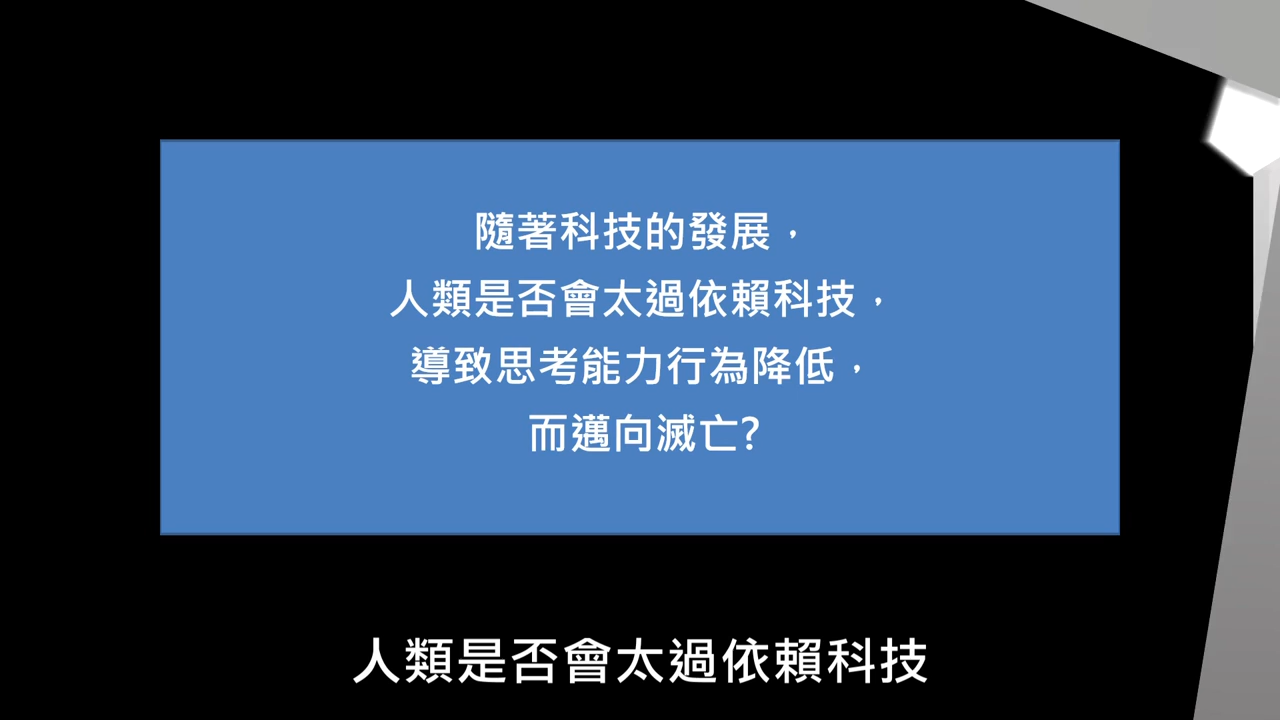 隨著科技的發展，
人類是否會太過依賴科技，
導致思考能力行為降低，
而邁向滅亡?
人類是否會太過依賴科技